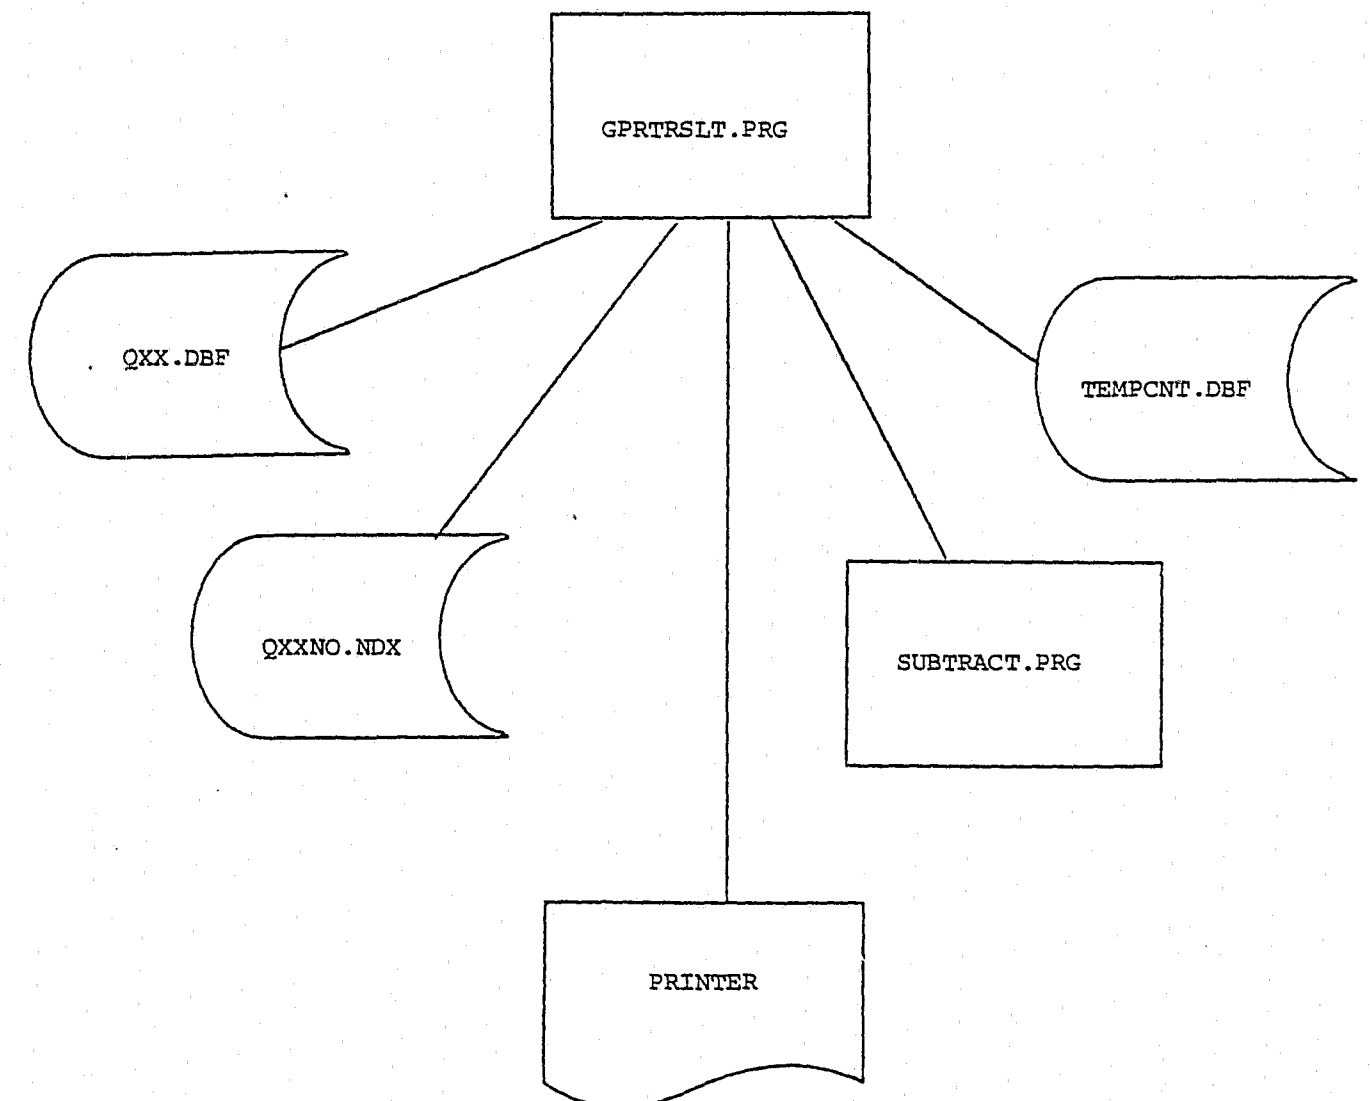 GPRTRSLT.PRG
QXX.DBF
TEMPCNT.DBF
QXXNO.NDX
SUBTRACT.PRG
PRINTER